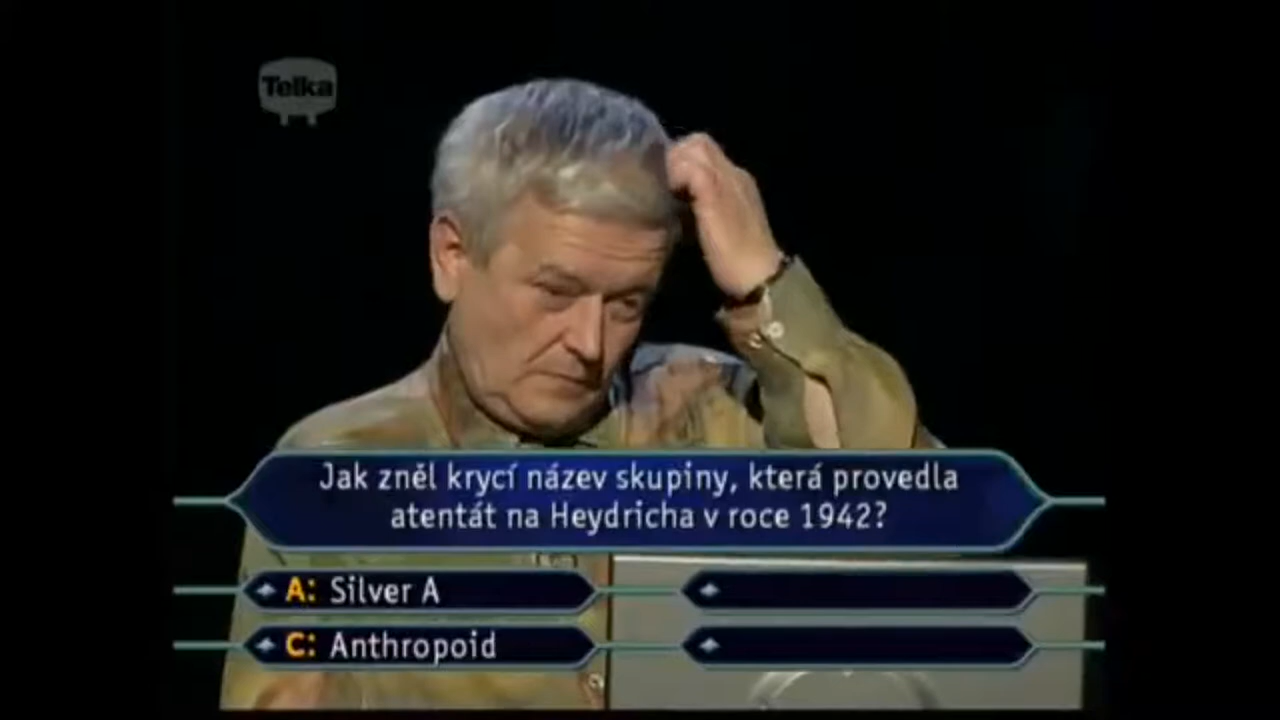 Telka
Jak zněl krycí název skupiny, která provedla
atentát na Heydricha v roce 1942?
A: Silver A
C: Anthropoid